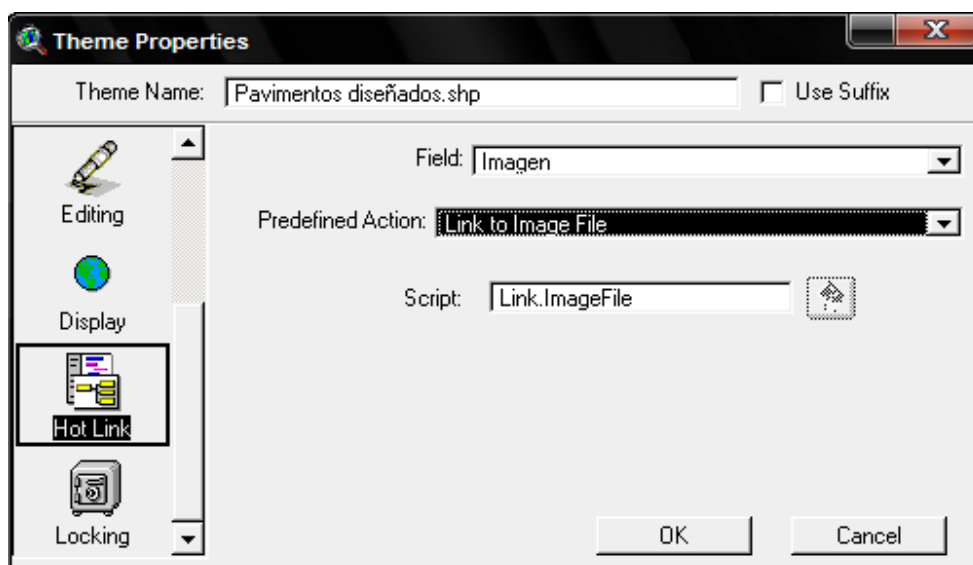 Theme Properties
Theme Name: Pavimentos diseñados.shp Use Suffix
Field: Imagen
Editing
Predefined Action: Link to Image File
Script: Link.ImageFile
Display
Hot Link
Locking
OK Cancel